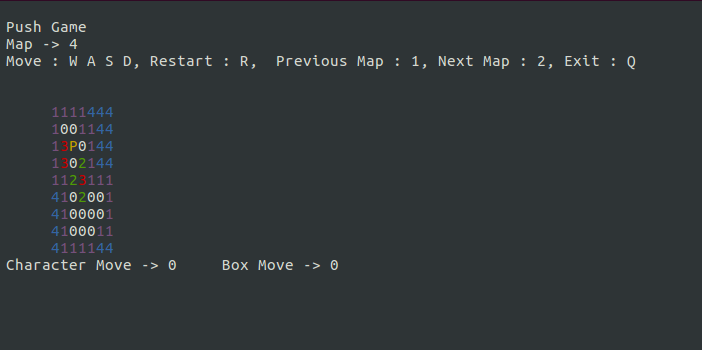 Push Game
Map -> 4
Move : W A S D, Restart : R,  Previous Map : 1, Next Map : 2, Exit : Q
1111444
1001144
13P0144
1302144
1123111
4102001
4100001
4100011
4111144
Character Move -> 0     Box Move -> 0